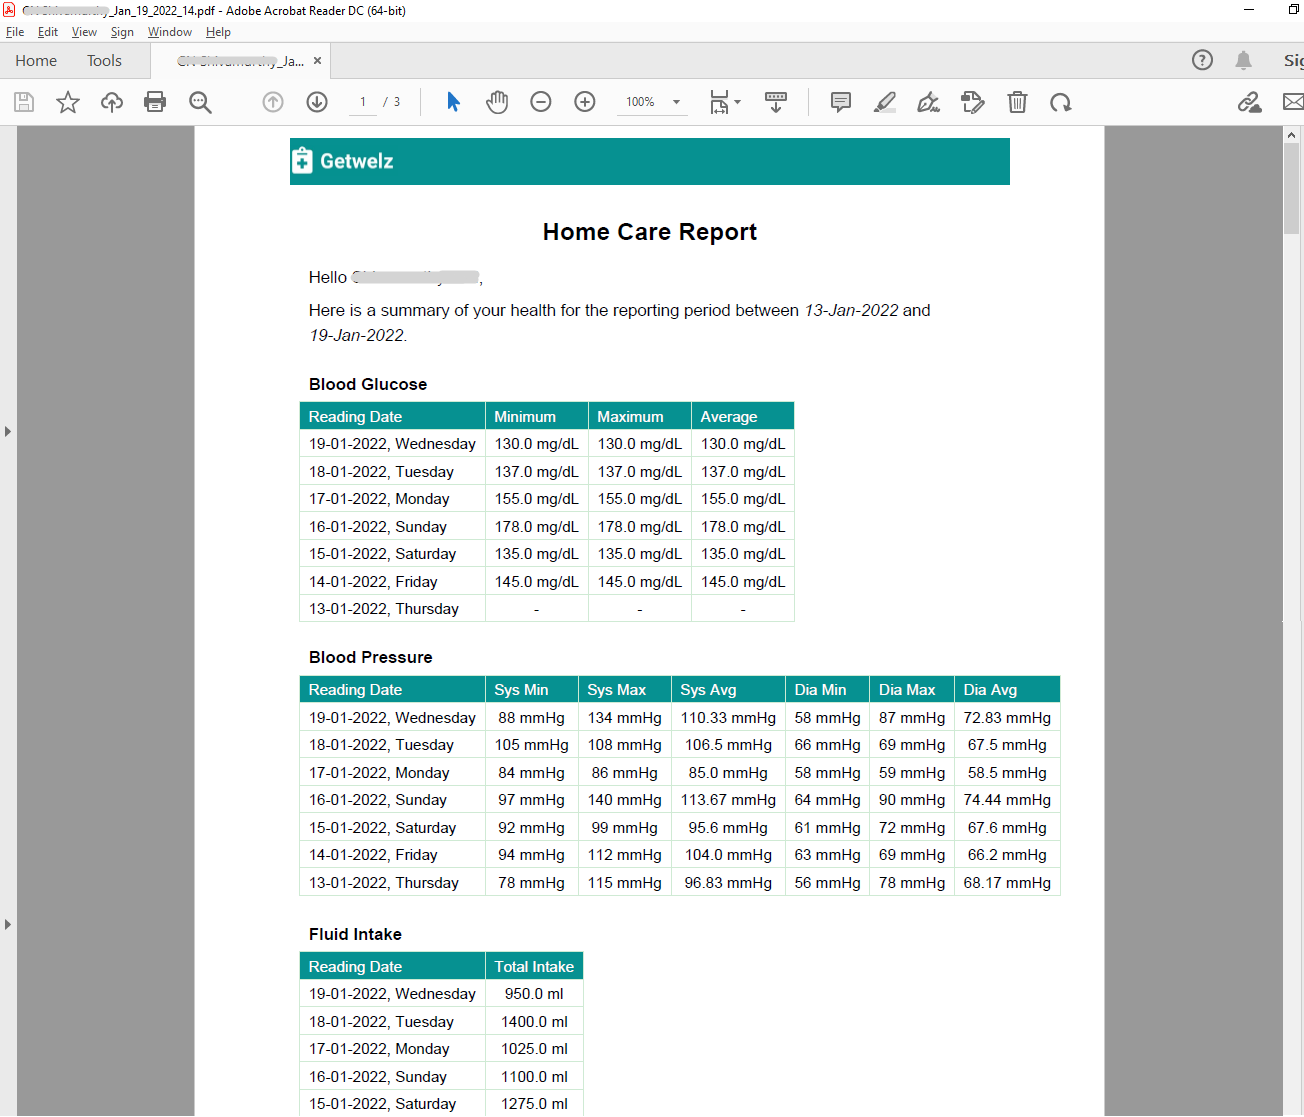 _Jan_19_2022_14.pdf - Adobe Acrobat Reader DC (64-bit)
File Edit View Sign Window Help
Home Tools _Ja... ×
?
1 / 3 100%
Getwelz
Home Care Report
Hello ,
Here is a summary of your health for the reporting period between 13-Jan-2022 and
19-Jan-2022.
Blood Glucose
Reading Date Minimum Maximum Average
19-01-2022, Wednesday 130.0 mg/dL 130.0 mg/dL 130.0 mg/dL
18-01-2022, Tuesday 137.0 mg/dL 137.0 mg/dL 137.0 mg/dL
17-01-2022, Monday 155.0 mg/dL 155.0 mg/dL 155.0 mg/dL
16-01-2022, Sunday 178.0 mg/dL 178.0 mg/dL 178.0 mg/dL
15-01-2022, Saturday 135.0 mg/dL 135.0 mg/dL 135.0 mg/dL
14-01-2022, Friday 145.0 mg/dL 145.0 mg/dL 145.0 mg/dL
13-01-2022, Thursday - - -
Blood Pressure
Reading Date Sys Min Sys Max Sys Avg Dia Min Dia Max Dia Avg
19-01-2022, Wednesday 88 mmHg 134 mmHg 110.33 mmHg 58 mmHg 87 mmHg 72.83 mmHg
18-01-2022, Tuesday 105 mmHg 108 mmHg 106.5 mmHg 66 mmHg 69 mmHg 67.5 mmHg
17-01-2022, Monday 84 mmHg 86 mmHg 85.0 mmHg 58 mmHg 59 mmHg 58.5 mmHg
16-01-2022, Sunday 97 mmHg 140 mmHg 113.67 mmHg 64 mmHg 90 mmHg 74.44 mmHg
15-01-2022, Saturday 92 mmHg 99 mmHg 95.6 mmHg 61 mmHg 72 mmHg 67.6 mmHg
14-01-2022, Friday 94 mmHg 112 mmHg 104.0 mmHg 63 mmHg 69 mmHg 66.2 mmHg
13-01-2022, Thursday 78 mmHg 115 mmHg 96.83 mmHg 56 mmHg 78 mmHg 68.17 mmHg
Fluid Intake
Reading Date Total Intake
19-01-2022, Wednesday 950.0 ml
18-01-2022, Tuesday 1400.0 ml
17-01-2022, Monday 1025.0 ml
16-01-2022, Sunday 1100.0 ml
15-01-2022, Saturday 1275.0 ml